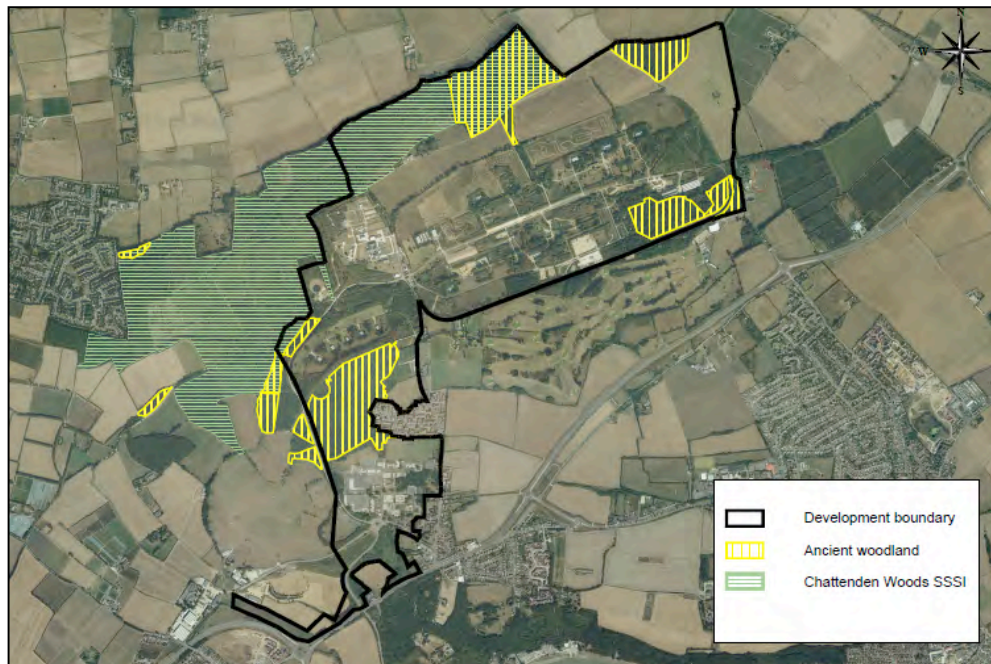 N
W
S
Development boundary
Ancient woodland
Chattenden Woods SSSI